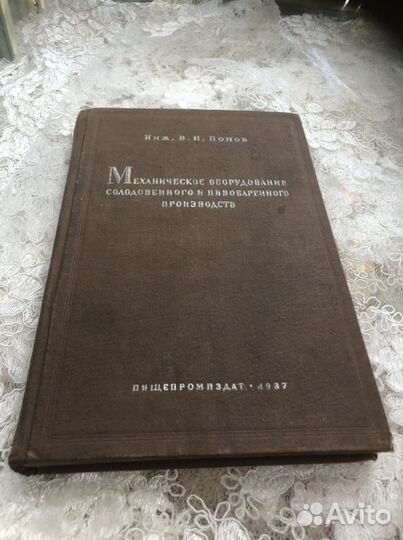 Инж. В. И. Попов
Механическое оборудование
солодовенного и пивоваренного
производств
Пищепромиздат • 1937
Avito